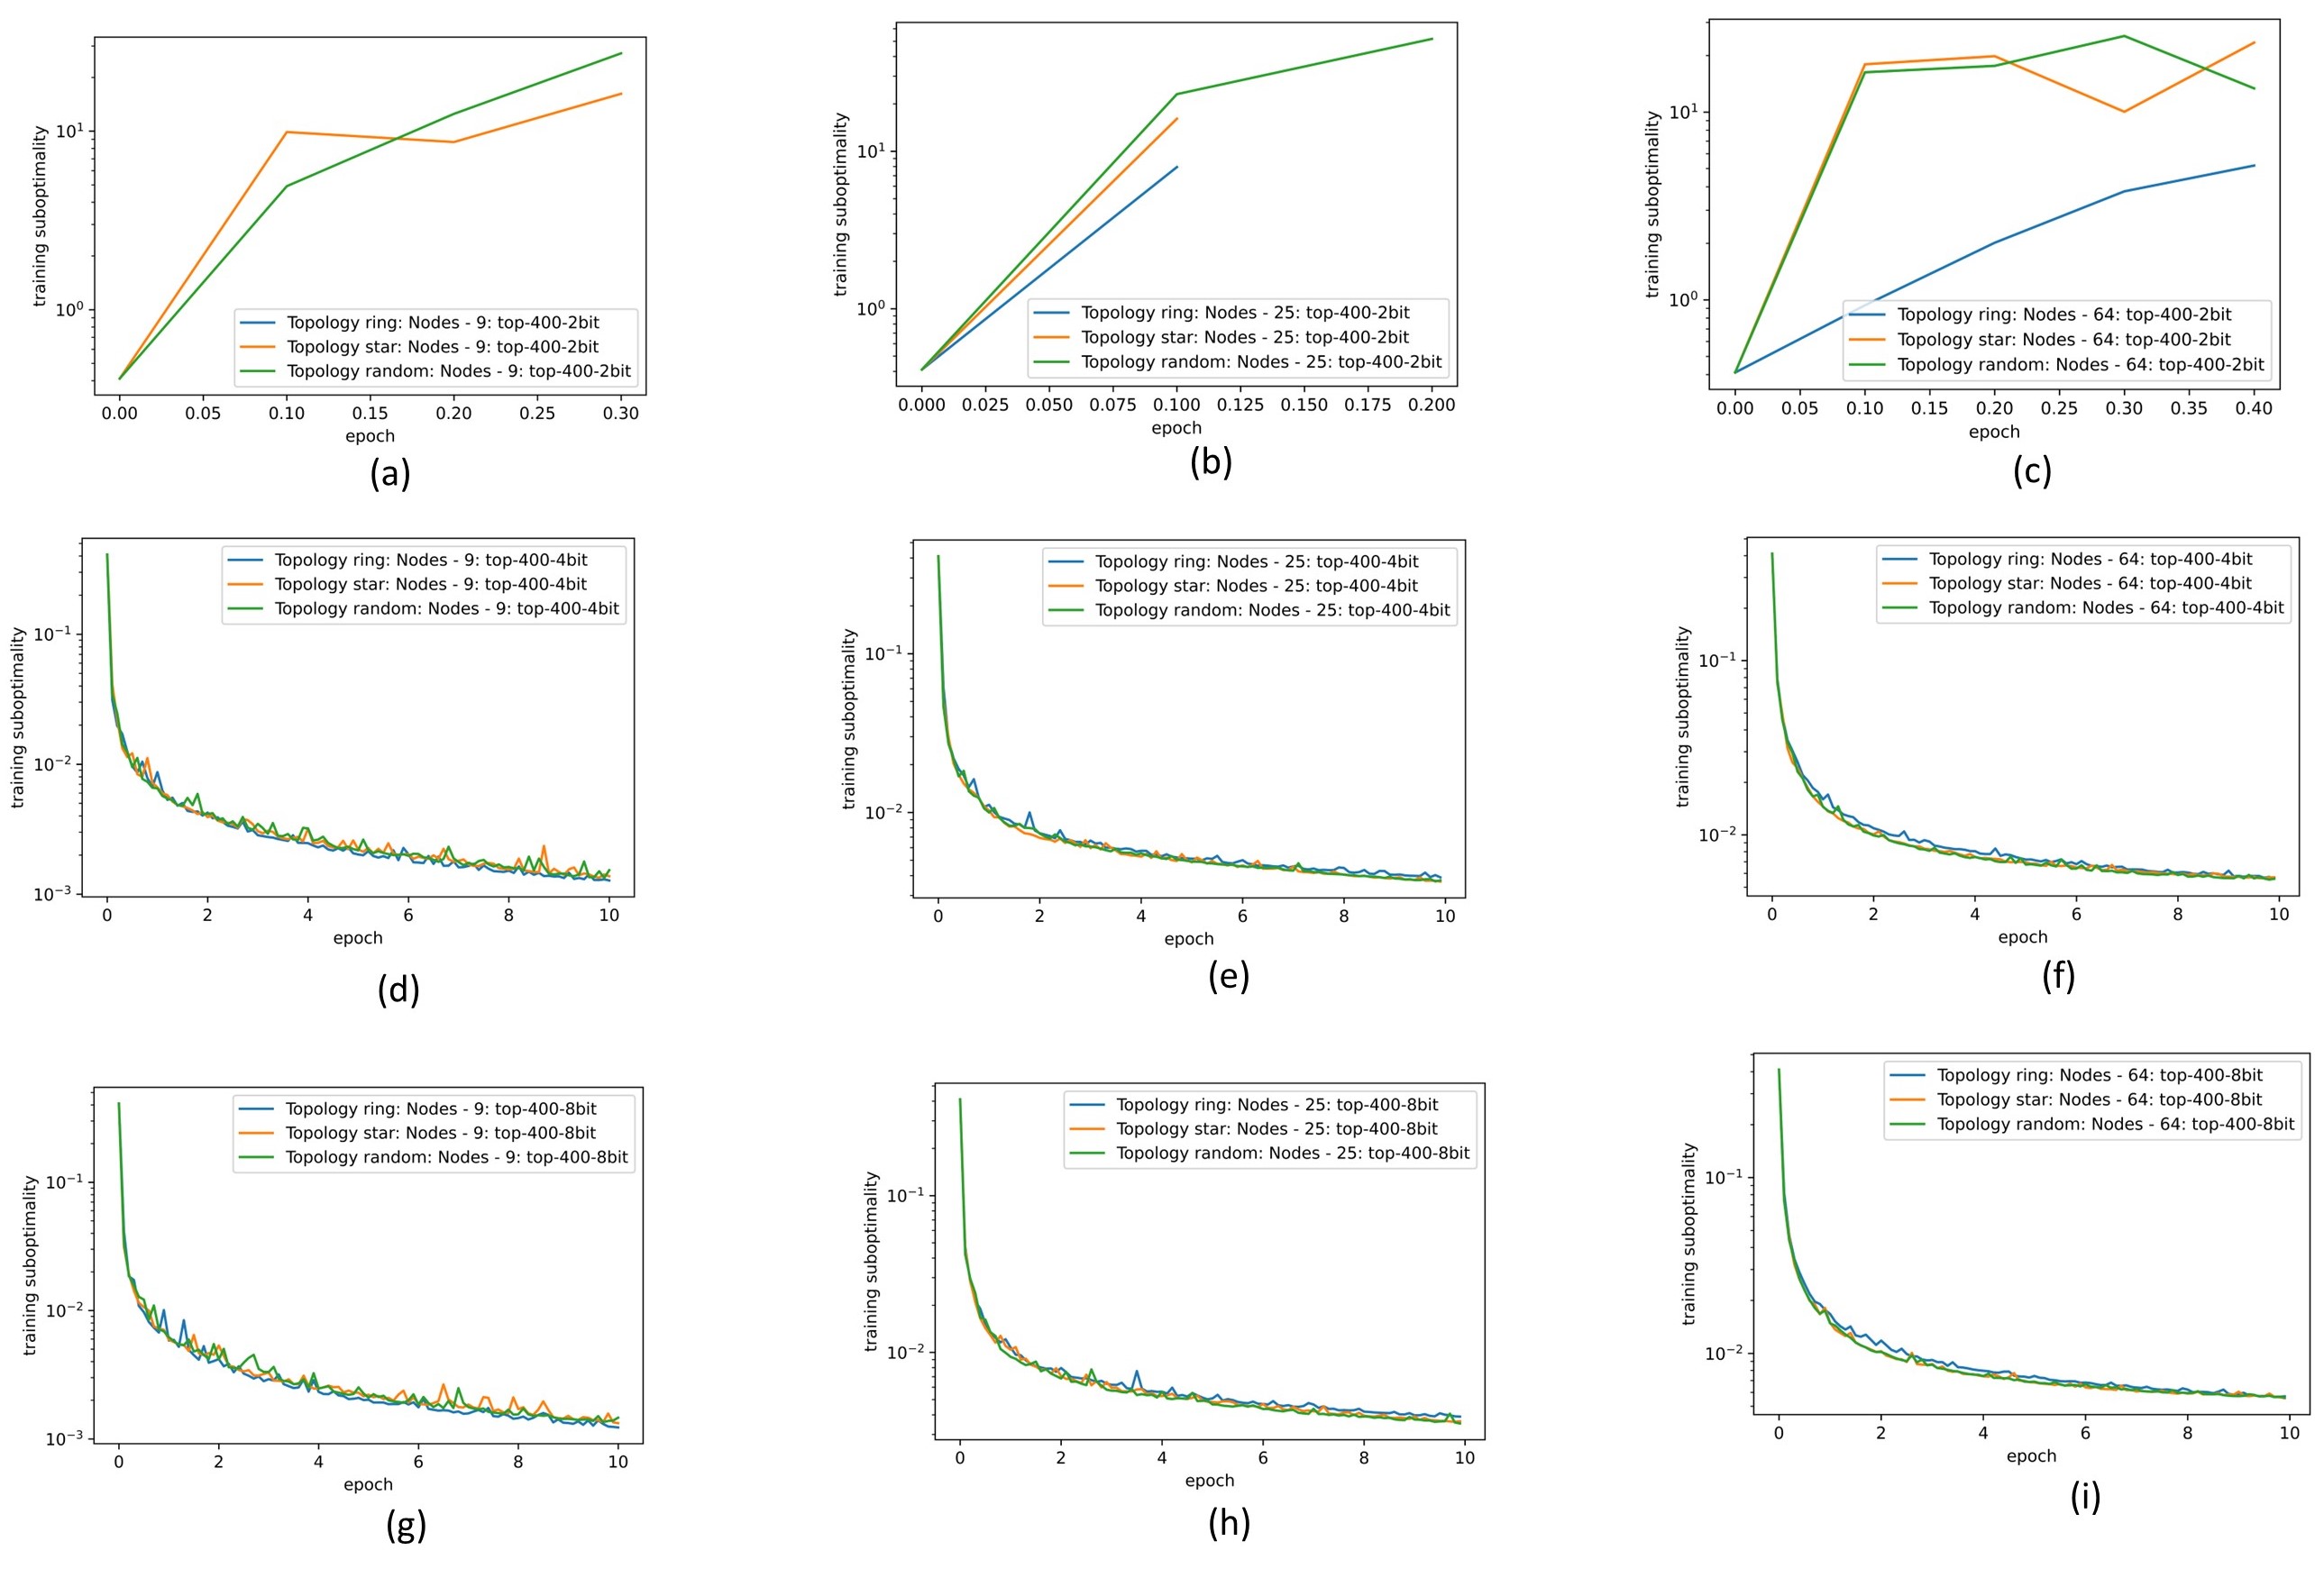 training suboptimality
10¹
10⁰
Topology ring: Nodes - 9: top-400-2bit
Topology star: Nodes - 9: top-400-2bit
Topology random: Nodes - 9: top-400-2bit
0.00 0.05 0.10 0.15 0.20 0.25 0.30
epoch
(a)
training suboptimality
10¹
10⁰
Topology ring: Nodes - 25: top-400-2bit
Topology star: Nodes - 25: top-400-2bit
Topology random: Nodes - 25: top-400-2bit
0.000 0.025 0.050 0.075 0.100 0.125 0.150 0.175 0.200
epoch
(b)
training suboptimality
10¹
10⁰
Topology ring: Nodes - 64: top-400-2bit
Topology star: Nodes - 64: top-400-2bit
Topology random: Nodes - 64: top-400-2bit
0.00 0.05 0.10 0.15 0.20 0.25 0.30 0.35 0.40
epoch
(c)
training suboptimality
Topology ring: Nodes - 9: top-400-4bit
Topology star: Nodes - 9: top-400-4bit
Topology random: Nodes - 9: top-400-4bit
10⁻¹
10⁻²
10⁻³
0 2 4 6 8 10
epoch
(d)
training suboptimality
Topology ring: Nodes - 25: top-400-4bit
Topology star: Nodes - 25: top-400-4bit
Topology random: Nodes - 25: top-400-4bit
10⁻¹
10⁻²
0 2 4 6 8 10
epoch
(e)
training suboptimality
Topology ring: Nodes - 64: top-400-4bit
Topology star: Nodes - 64: top-400-4bit
Topology random: Nodes - 64: top-400-4bit
10⁻¹
10⁻²
0 2 4 6 8 10
epoch
(f)
training suboptimality
Topology ring: Nodes - 9: top-400-8bit
Topology star: Nodes - 9: top-400-8bit
Topology random: Nodes - 9: top-400-8bit
10⁻¹
10⁻²
10⁻³
0 2 4 6 8 10
epoch
(g)
training suboptimality
Topology ring: Nodes - 25: top-400-8bit
Topology star: Nodes - 25: top-400-8bit
Topology random: Nodes - 25: top-400-8bit
10⁻¹
10⁻²
0 2 4 6 8 10
epoch
(h)
training suboptimality
Topology ring: Nodes - 64: top-400-8bit
Topology star: Nodes - 64: top-400-8bit
Topology random: Nodes - 64: top-400-8bit
10⁻¹
10⁻²
0 2 4 6 8 10
epoch
(i)